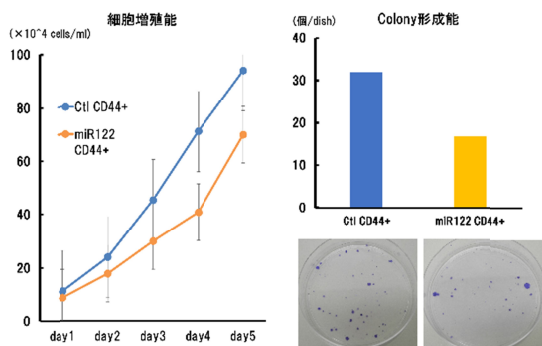 細胞増殖能
(×10^4 cells/ml)
100
80
60
40
20
0
Ctl CD44+
miR122
CD44+
day1 day2 day3 day4 day5
Colony形成能
(個/dish)
40
30
20
10
0
Ctl CD44+ miR122 CD44+